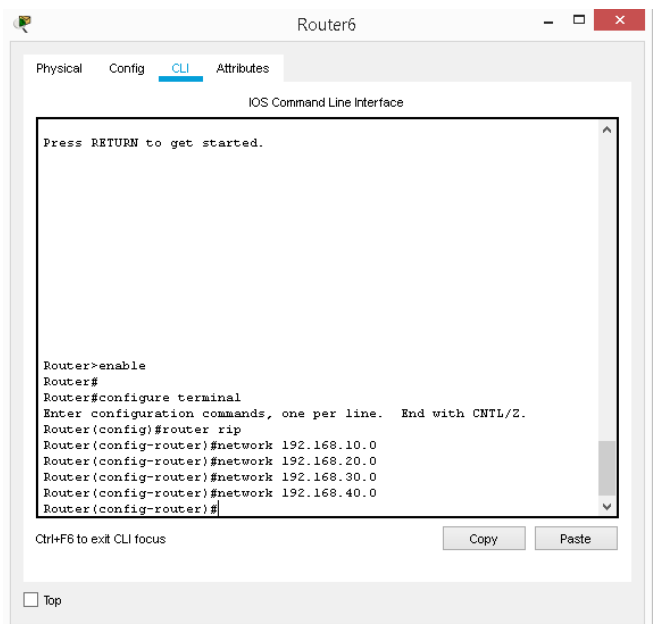 Router6
Physical Config CLI Attributes
IOS Command Line Interface
Press RETURN to get started.
Router>enable
Router#
Router#configure terminal
Enter configuration commands, one per line.  End with CNTL/Z.
Router(config)#router rip
Router(config-router)#network 192.168.10.0
Router(config-router)#network 192.168.20.0
Router(config-router)#network 192.168.30.0
Router(config-router)#network 192.168.40.0
Router(config-router)#
Ctrl+F6 to exit CLI focus Copy Paste
Top